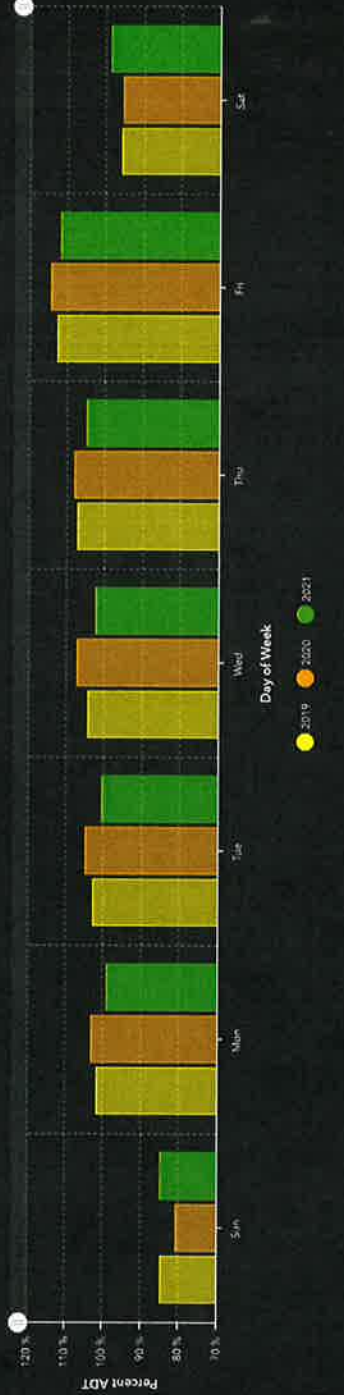 120 %
110 %
100 %
90 %
80 %
70 %
Percent ADT
Sun
Mon
Tue
Wed
Thu
Fri
Sat
Day of Week
2019
2020
2021